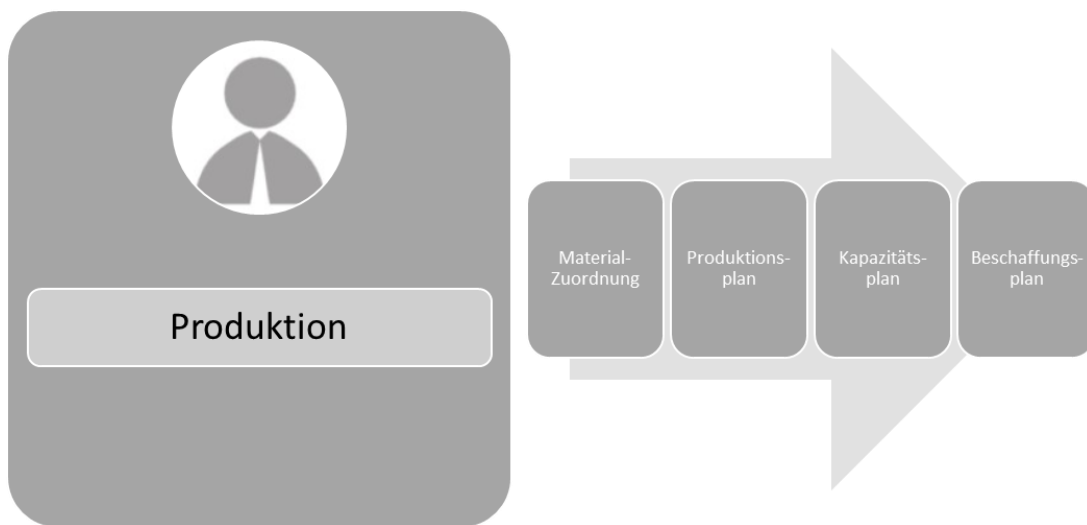 Produktion
Material-
Zuordnung
Produktions-
plan
Kapazitäts-
plan
Beschaffungs-
plan